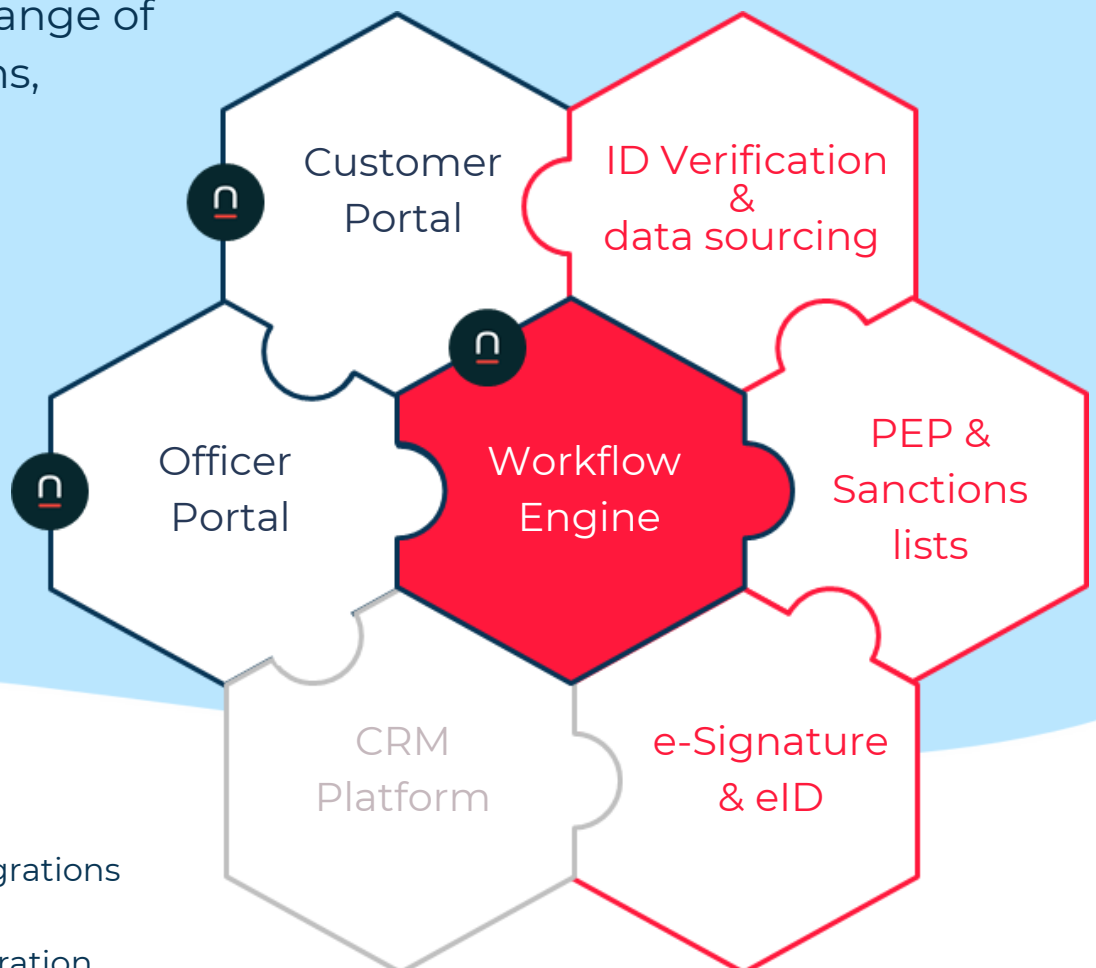 ange of
ns,
Customer
Portal
ID Verification
&
data sourcing
Officer
Portal
Workflow
Engine
PEP &
Sanctions
lists
CRM
Platform
e-Signature
& eID
grations
ration